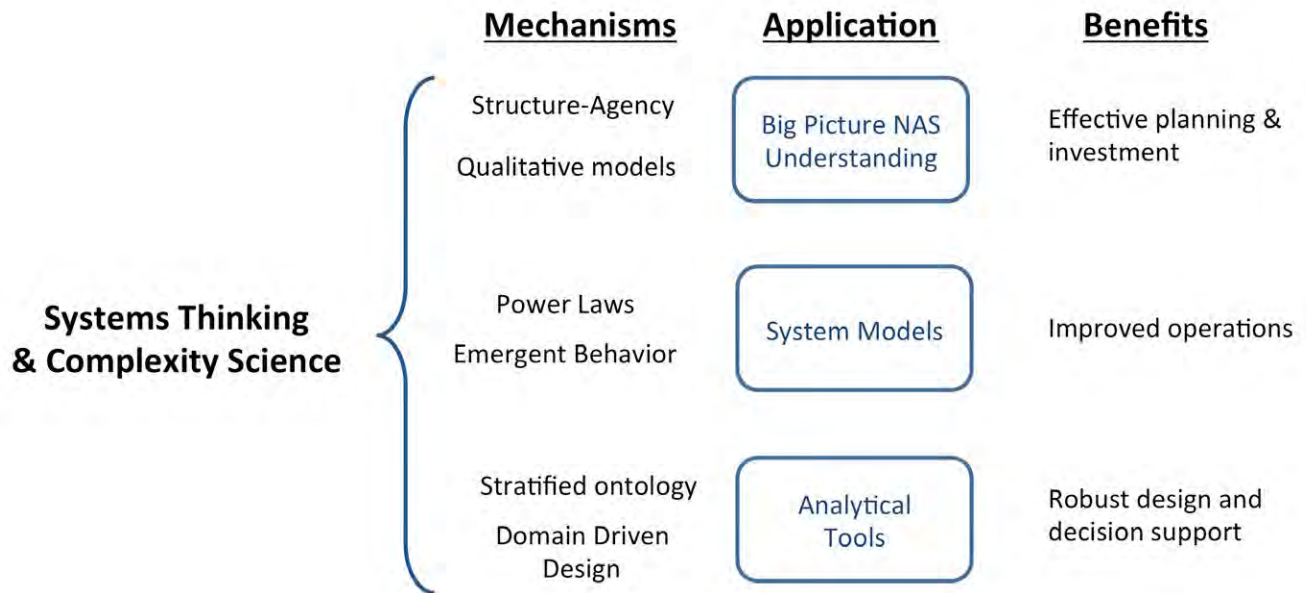 Mechanisms
Application
Benefits
Structure-Agency
Qualitative models
Big Picture NAS
Understanding
Effective planning &
investment
Systems Thinking
& Complexity Science
Power Laws
Emergent Behavior
System Models
Improved operations
Stratified ontology
Domain Driven
Design
Analytical
Tools
Robust design and
decision support